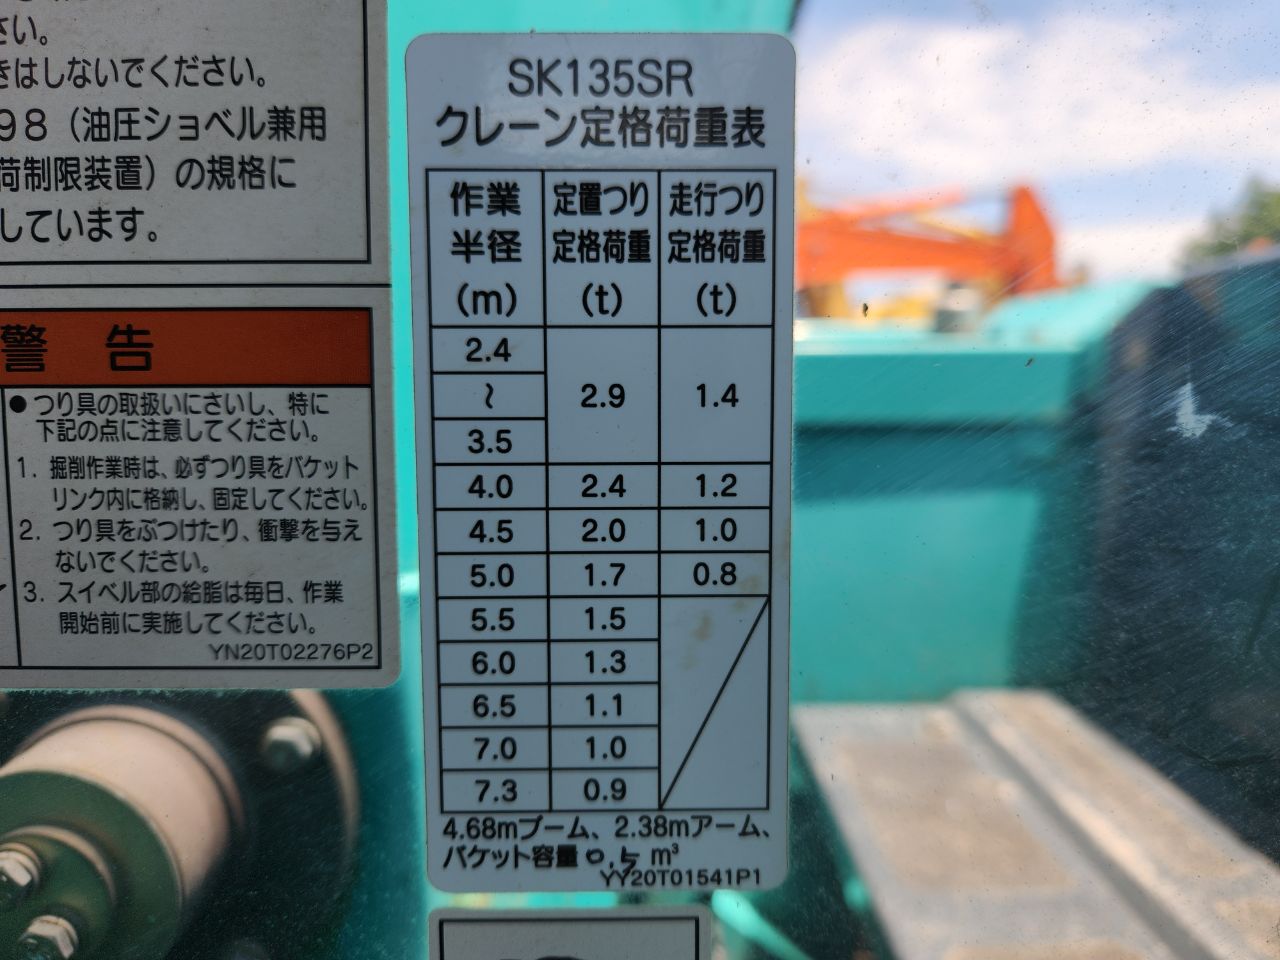 さい。
きはしないでください。
98（油圧ショベル兼用
荷制限装置）の規格に
しています。
警 告
● つり具の取扱いにさいし、特に
下記の点に注意してください。
1. 掘削作業時は、必ずつり具をバケット
リンク内に格納し、固定してください。
2. つり具をぶつけたり、衝撃を与え
ないでください。
3. スイベル部の給脂は毎日、作業
開始前に実施してください。
YN20T02276P2
SK135SR
クレーン定格荷重表
作業 定置つり 走行つり
半径 定格荷重 定格荷重
(m) (t) (t)
2.4
～ 2.9 1.4
3.5
4.0 2.4 1.2
4.5 2.0 1.0
5.0 1.7 0.8
5.5 1.5
6.0 1.3
6.5 1.1
7.0 1.0
7.3 0.9
4.68mブーム、2.38mアーム、
バケット容量 0.5 m³
YY20T01541P1